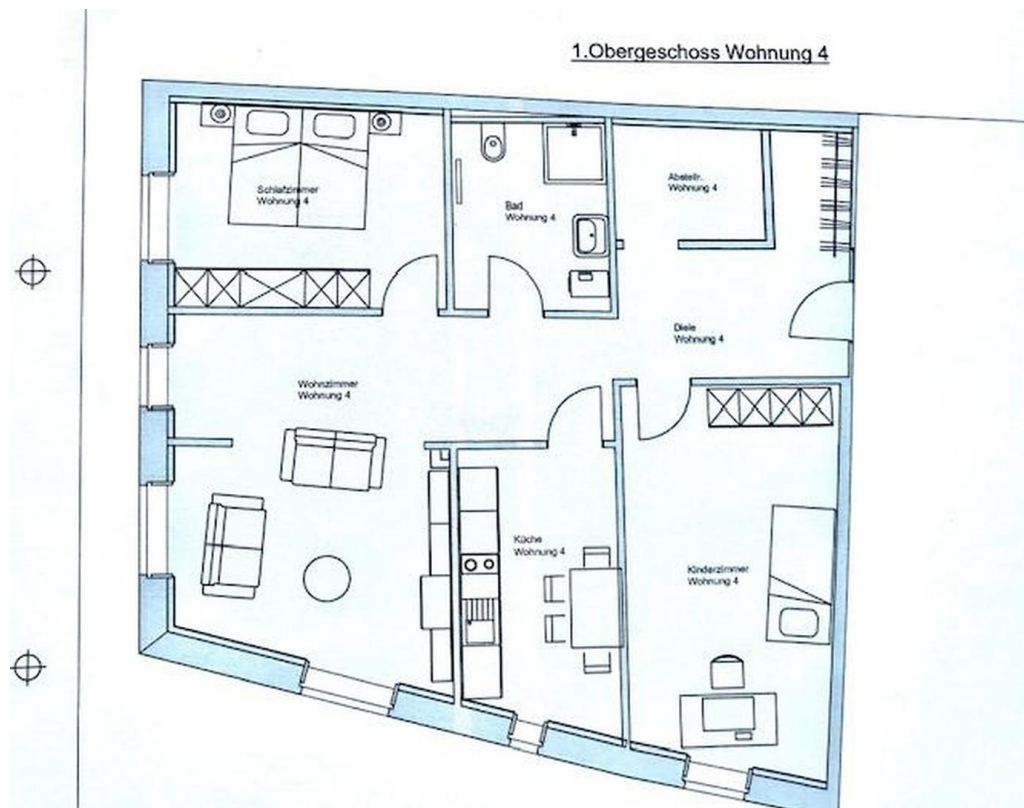 1.Obergeschoss Wohnung 4
Schlafzimmer
Wohnung 4
Bad
Wohnung 4
Abstellr.
Wohnung 4
Diele
Wohnung 4
Wohnzimmer
Wohnung 4
Küche
Wohnung 4
Kinderzimmer
Wohnung 4